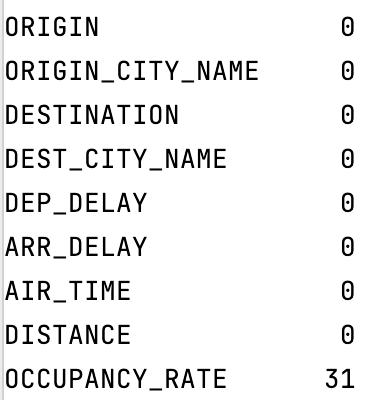 ORIGIN 0
ORIGIN_CITY_NAME 0
DESTINATION 0
DEST_CITY_NAME 0
DEP_DELAY 0
ARR_DELAY 0
AIR_TIME 0
DISTANCE 0
OCCUPANCY_RATE 31